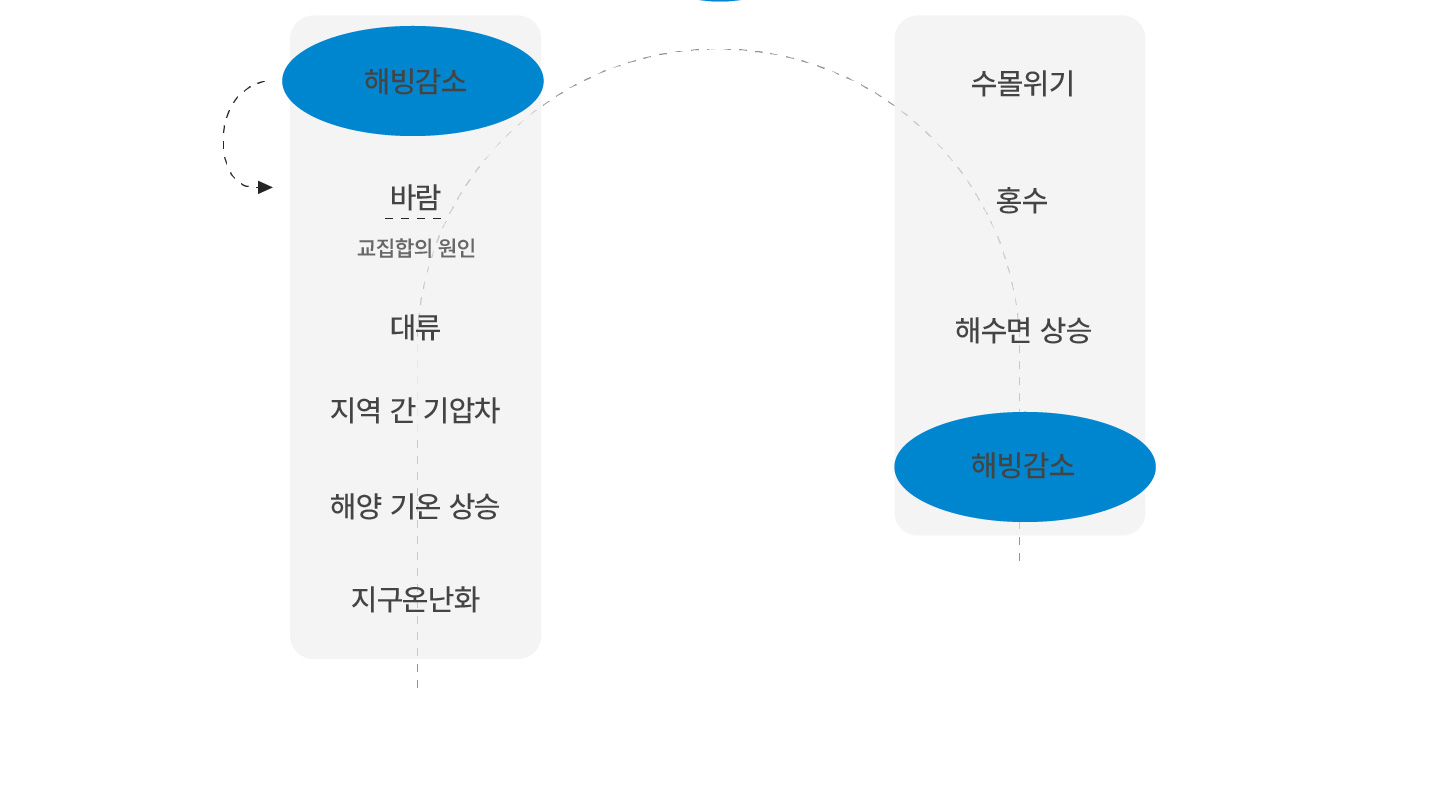 해빙감소
바람
교집합의 원인
대류
지역 간 기압차
해양 기온 상승
지구온난화
수몰위기
홍수
해수면 상승
해빙감소